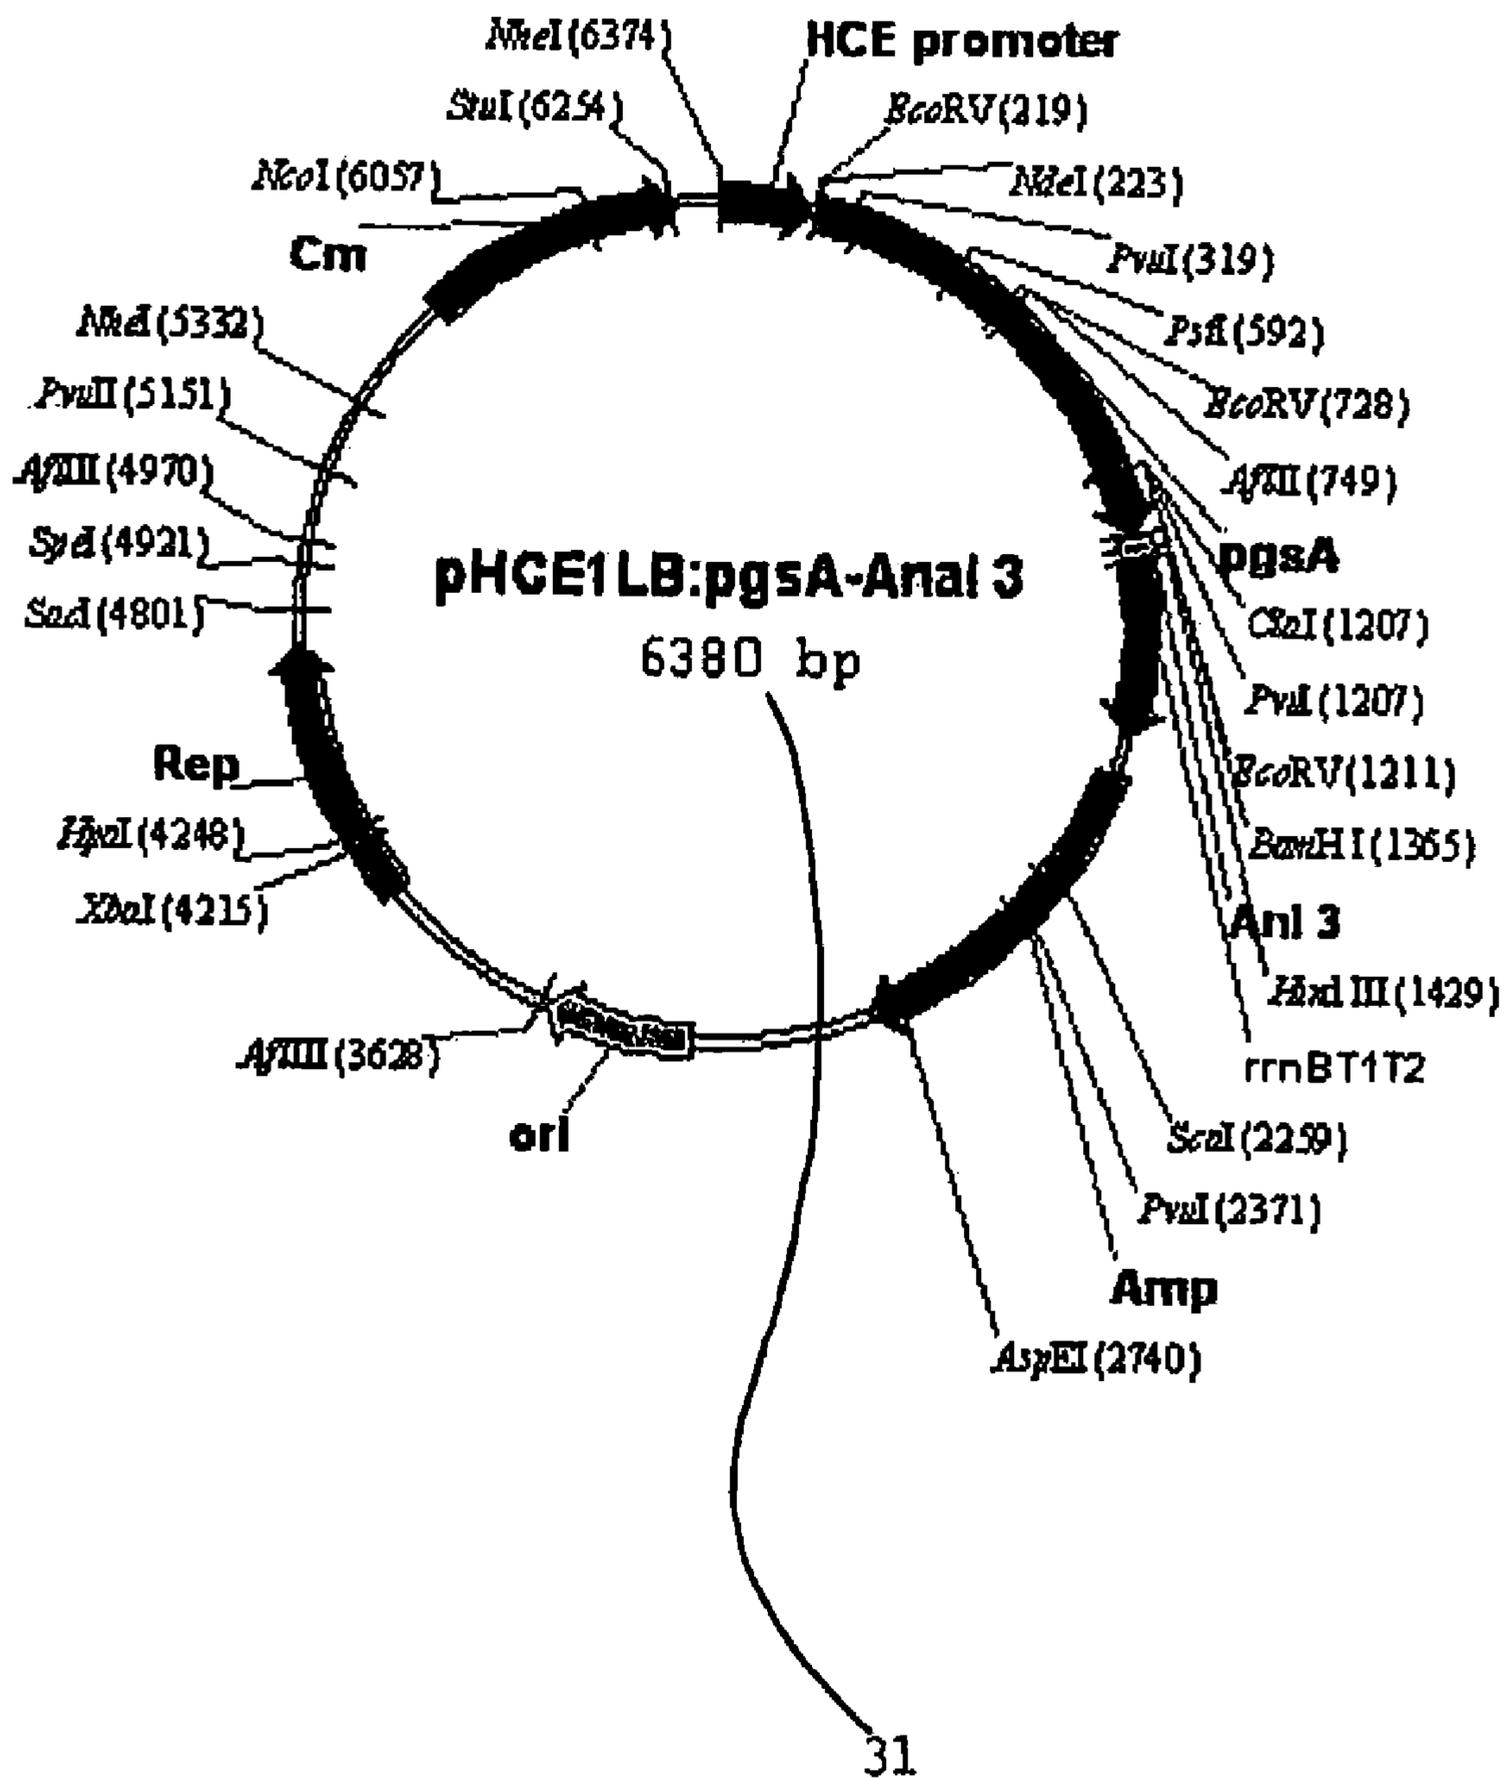 NheI(6374)
HCE promoter
StuI(6254)
EcoRV(219)
NcoI(6057)
NdeI(223)
Cm
PvuI(319)
NheI(5332)
PstI(592)
PvuII(5151)
EcoRV(728)
AflIII(4970)
AflII(749)
SpeI(4921)
pgsA
pHCE1LB:pgsA-Anal 3
6380 bp
SacI(4801)
ClaI(1207)
PvuI(1207)
Rep
EcoRV(1211)
HpaI(4248)
BamHI(1365)
XbaI(4215)
Anl 3
HindIII(1429)
AflIII(3628)
rrnBT1T2
ori
ScaI(2259)
PvuI(2371)
Amp
AspEI(2740)
31